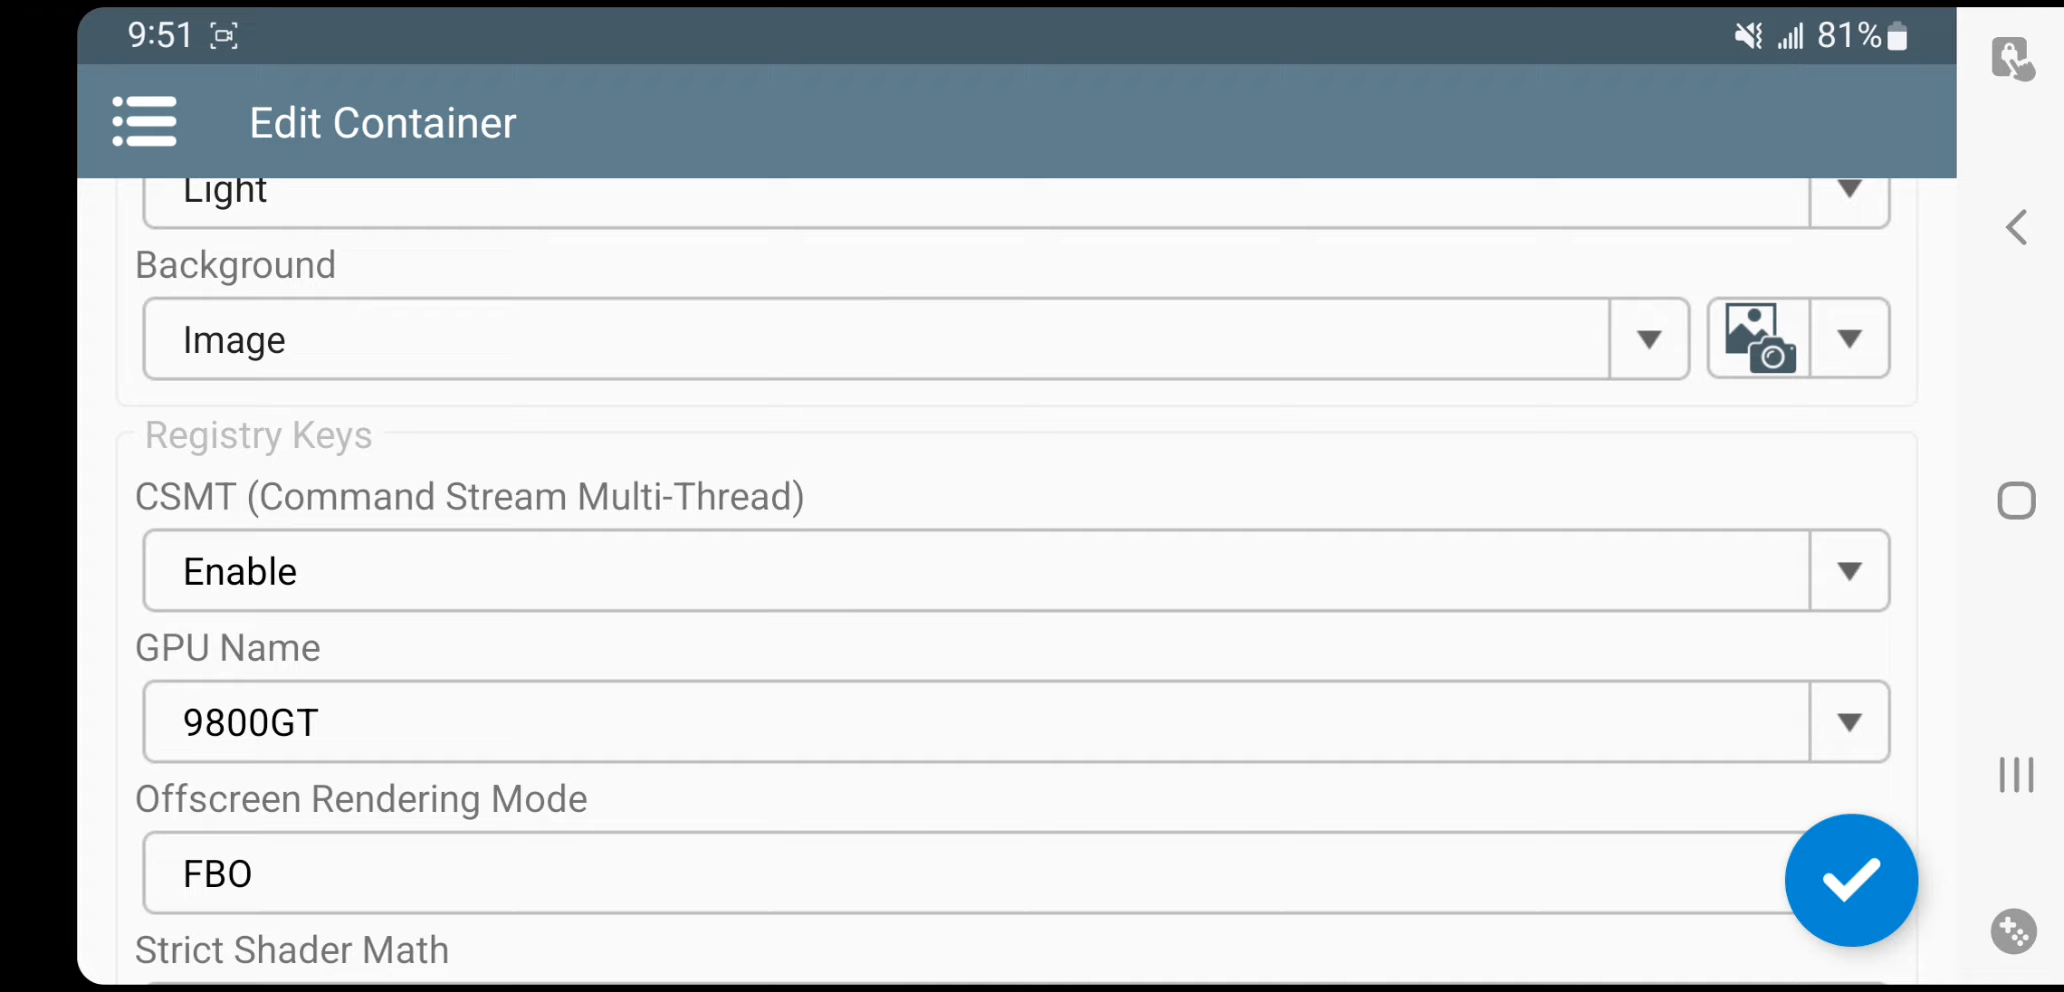 9:51
81%
Edit Container
Light
Background
Image
Registry Keys
CSMT (Command Stream Multi-Thread)
Enable
GPU Name
9800GT
Offscreen Rendering Mode
FBO
Strict Shader Math